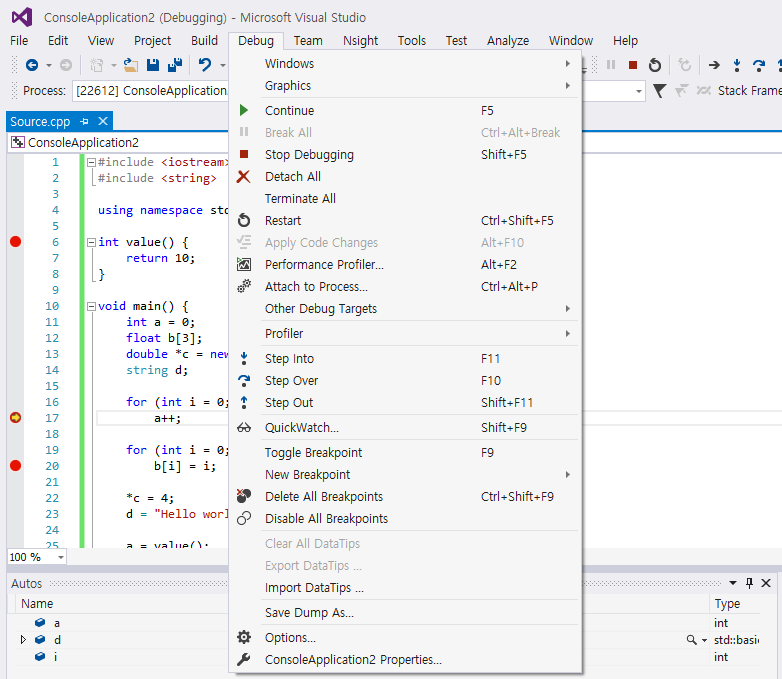 ConsoleApplication2 (Debugging) - Microsoft Visual Studio
File Edit View Project Build Debug Team Nsight Tools Test Analyze Window Help
Process: [22612] ConsoleApplication. Stack Frame
Source.cpp
ConsoleApplication2
1 #include <iostream>
2 #include <string>
3
4 using namespace std
5
6 int value() {
7 return 10;
8 }
9
10 void main() {
11 int a = 0;
12 float b[3];
13 double *c = new
14 string d;
15
16 for (int i = 0;
17 a++;
18
19 for (int i = 0;
20 b[i] = i;
21
22 *c = 4;
23 d = "Hello worl
24
25 a = value();
100 %
Windows
Graphics
Continue F5
Break All Ctrl+Alt+Break
Stop Debugging Shift+F5
Detach All
Terminate All
Restart Ctrl+Shift+F5
Apply Code Changes Alt+F10
Performance Profiler... Alt+F2
Attach to Process... Ctrl+Alt+P
Other Debug Targets
Profiler
Step Into F11
Step Over F10
Step Out Shift+F11
QuickWatch... Shift+F9
Toggle Breakpoint F9
New Breakpoint
Delete All Breakpoints Ctrl+Shift+F9
Disable All Breakpoints
Clear All DataTips
Export DataTips ...
Import DataTips ...
Save Dump As...
Options...
ConsoleApplication2 Properties...
Autos
Name Type
a int
d std::basic
i int